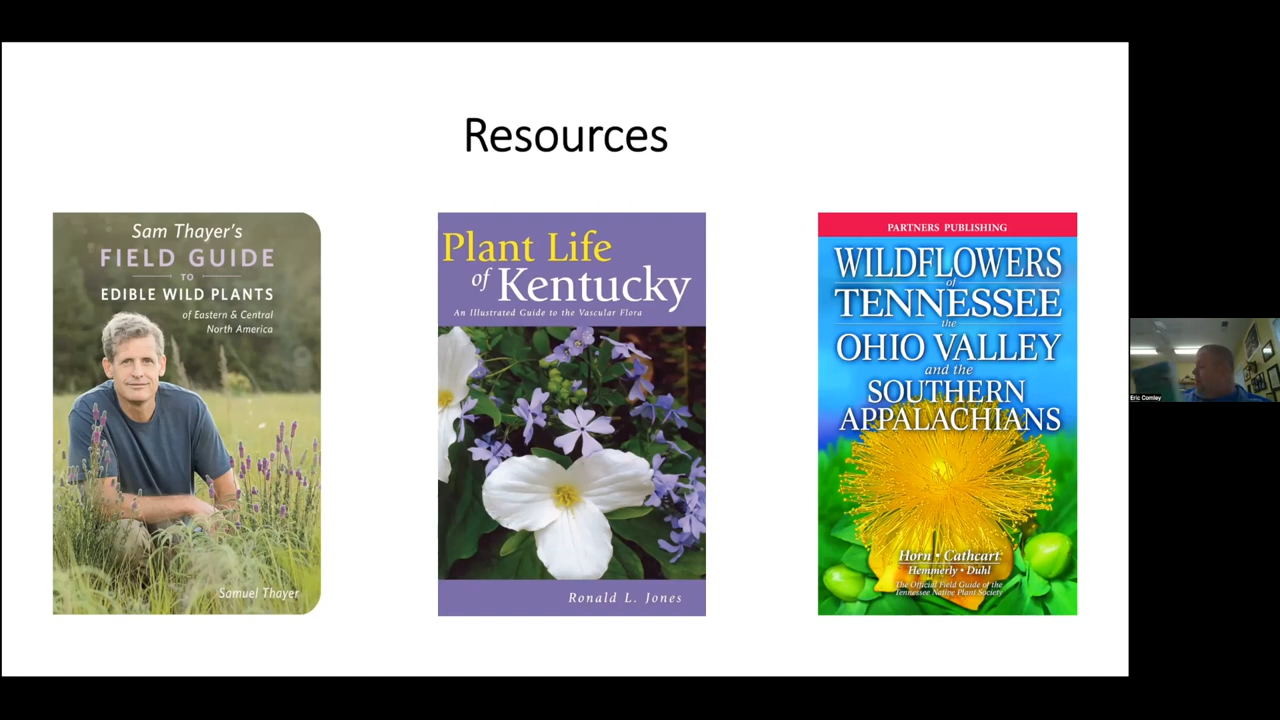 Resources
Sam Thayer's
FIELD GUIDE
TO
EDIBLE WILD PLANTS
of Eastern & Central
North America
Samuel Thayer
Plant Life
of Kentucky
An Illustrated Guide to the Vascular Flora
Ronald L. Jones
PARTNERS PUBLISHING
WILDFLOWERS
of
TENNESSEE
the
OHIO VALLEY
and the
SOUTHERN
APPALACHIANS
Horn • Cathcart
Hemmerly • Duhl
The Official Field Guide of the
Tennessee Native Plant Society
Eric Comley